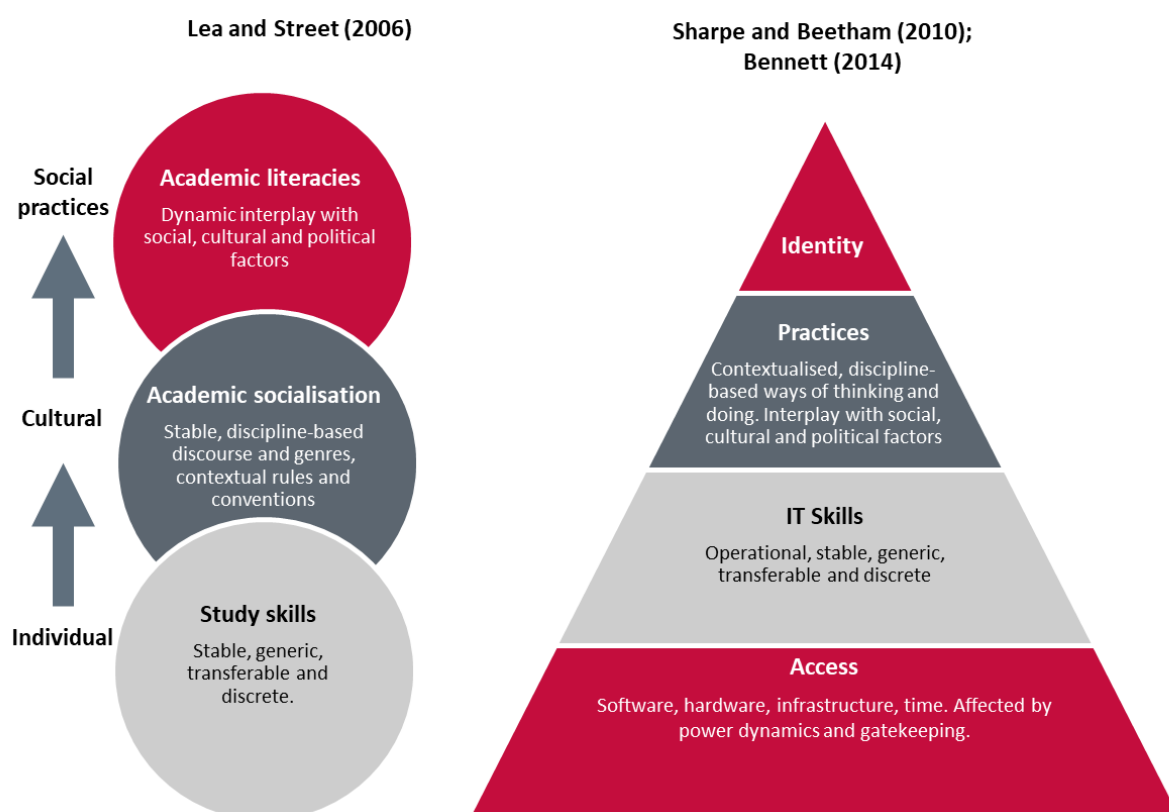 Lea and Street (2006)
Social
practices
Cultural
Individual
Academic literacies
Dynamic interplay with
social, cultural and political
factors
Academic socialisation
Stable, discipline-based
discourse and genres,
contextual rules and
conventions
Study skills
Stable, generic,
transferable and
discrete.
Sharpe and Beetham (2010);
Bennett (2014)
Identity
Practices
Contextualised, discipline-
based ways of thinking and
doing. Interplay with social,
cultural and political factors
IT Skills
Operational, stable, generic,
transferable and discrete
Access
Software, hardware, infrastructure, time. Affected by
power dynamics and gatekeeping.